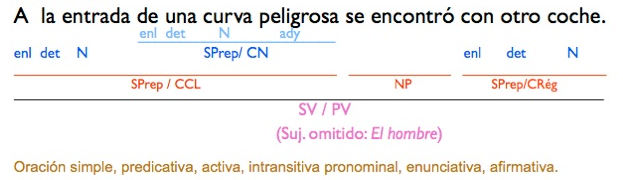 A la entrada de una curva peligrosa se encontró con otro coche.
enl det N ady
enl det N SPrep/ CN enl det N
SPrep / CCL NP SPrep/CRég
SV / PV
(Suj. omitido: El hombre)
Oración simple, predicativa, activa, intransitiva pronominal, enunciativa, afirmativa.